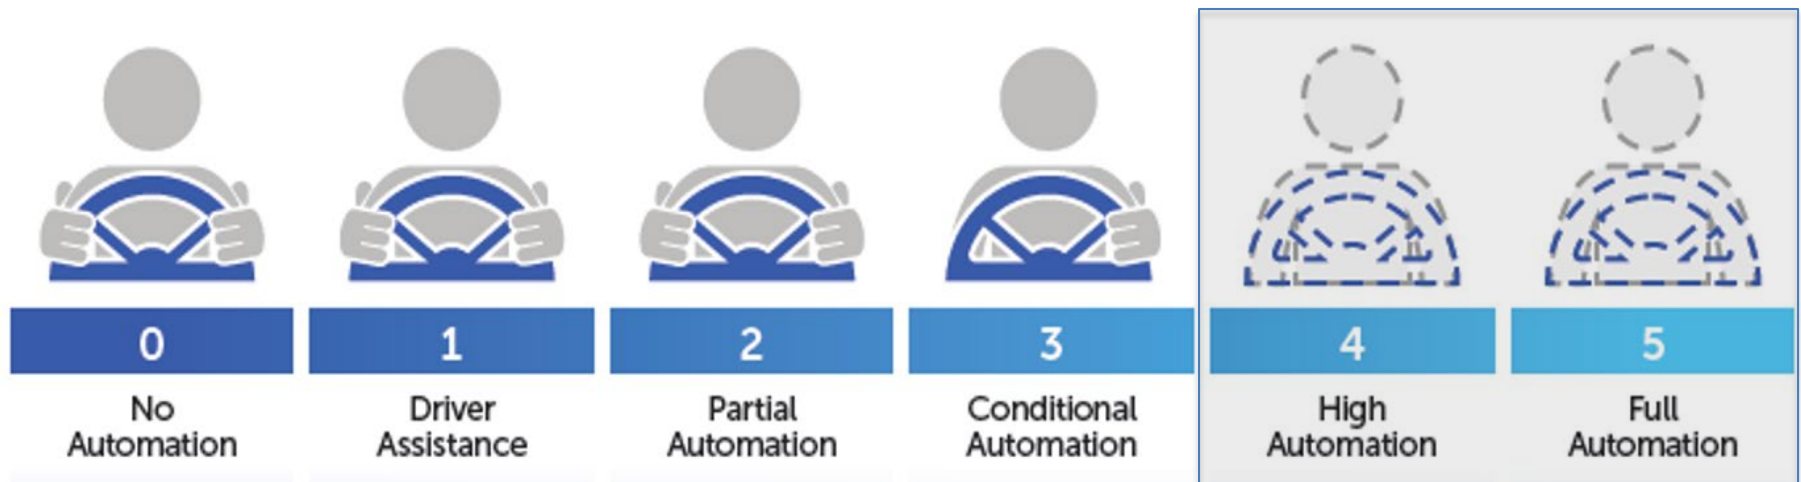 0
No
Automation
1
Driver
Assistance
2
Partial
Automation
3
Conditional
Automation
4
High
Automation
5
Full
Automation